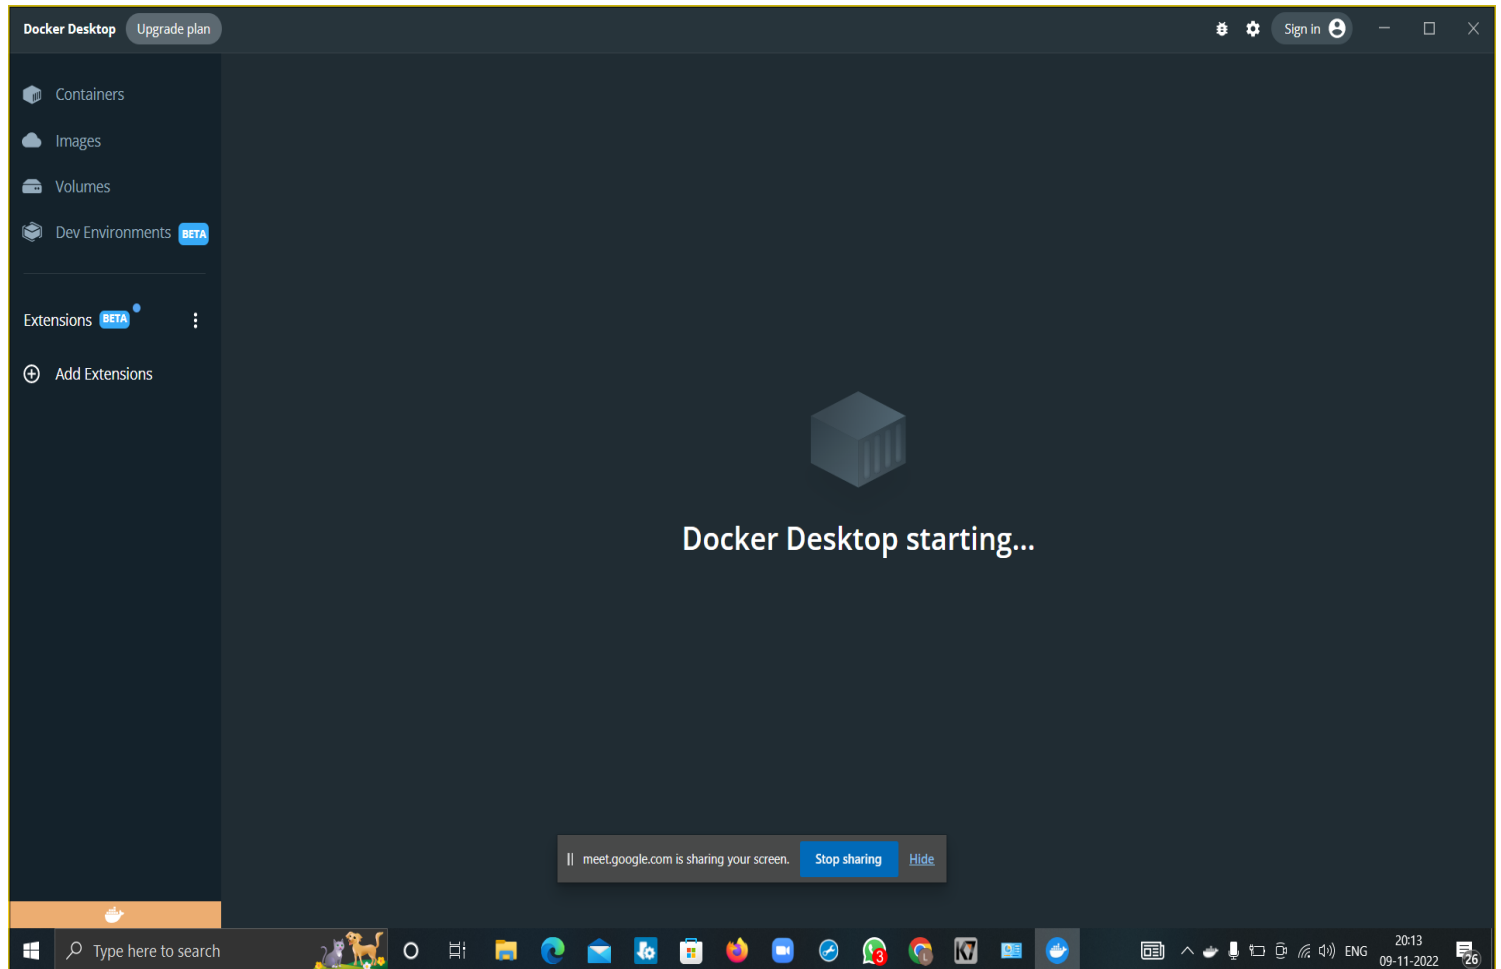 Docker Desktop Upgrade plan Sign in
Containers
Images
Volumes
Dev Environments BETA
Extensions BETA
Add Extensions
Docker Desktop starting...
meet.google.com is sharing your screen. Stop sharing Hide
Type here to search 3 L K7 ENG 20:13
09-11-2022 26